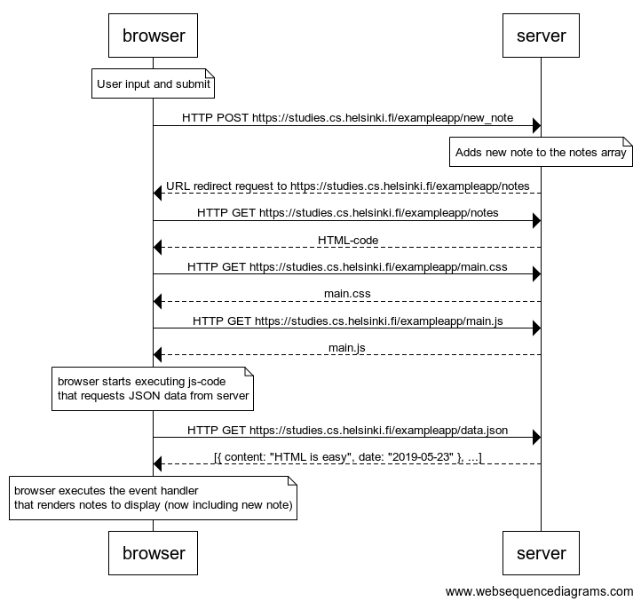 browser
server
User input and submit
HTTP POST https://studies.cs.helsinki.fi/exampleapp/new_note
Adds new note to the notes array
URL redirect request to https://studies.cs.helsinki.fi/exampleapp/notes
HTTP GET https://studies.cs.helsinki.fi/exampleapp/notes
HTML-code
HTTP GET https://studies.cs.helsinki.fi/exampleapp/main.css
main.css
HTTP GET https://studies.cs.helsinki.fi/exampleapp/main.js
main.js
browser starts executing js-code
that requests JSON data from server
HTTP GET https://studies.cs.helsinki.fi/exampleapp/data.json
[{ content: "HTML is easy", date: "2019-05-23" }, ...]
browser executes the event handler
that renders notes to display (now including new note)
browser
server
www.websequencediagrams.com